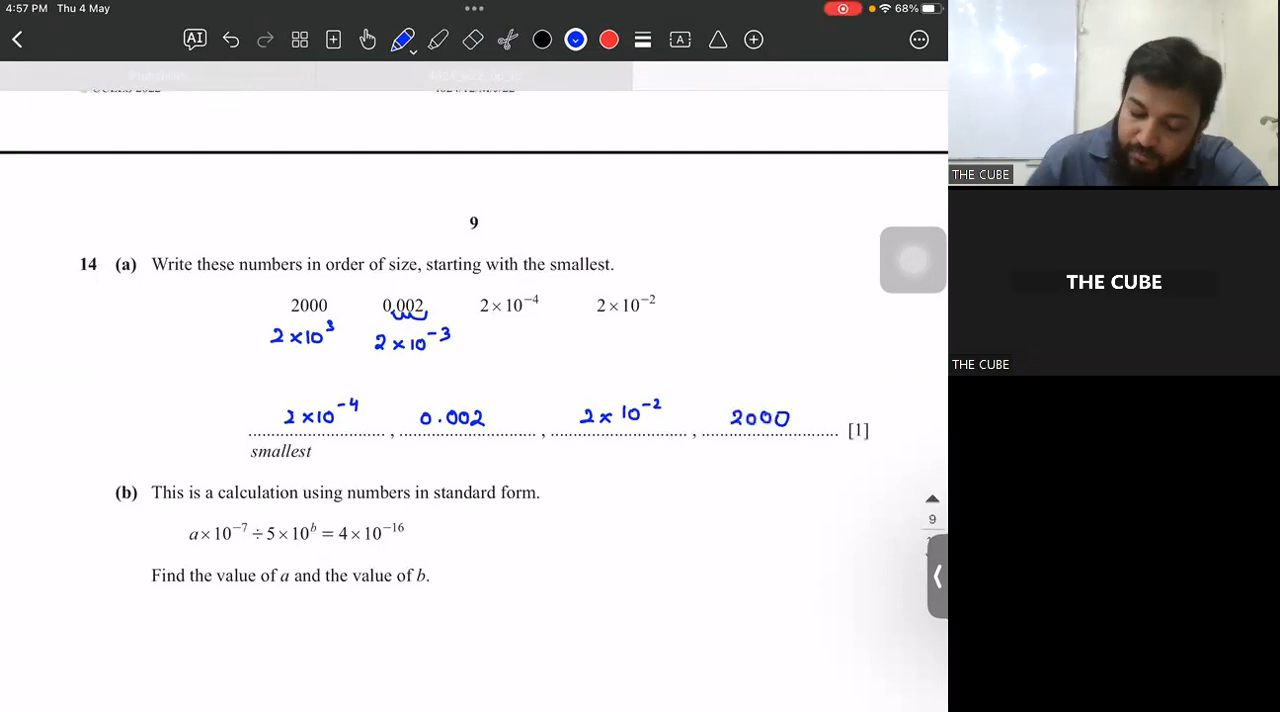 4:57 PM Thu 4 May
68%
AI
A
9
14 (a) Write these numbers in order of size, starting with the smallest.
2000 0.002 2 × 10⁻⁴ 2 × 10⁻²
2 × 10³ 2 × 10⁻³
2 × 10⁻⁴ , 0.002 , 2 × 10⁻² , 2000 [1]
smallest
(b) This is a calculation using numbers in standard form.
a × 10⁻⁷ ÷ 5 × 10ᵇ = 4 × 10⁻¹⁶
Find the value of a and the value of b.
9
THE CUBE
THE CUBE
THE CUBE